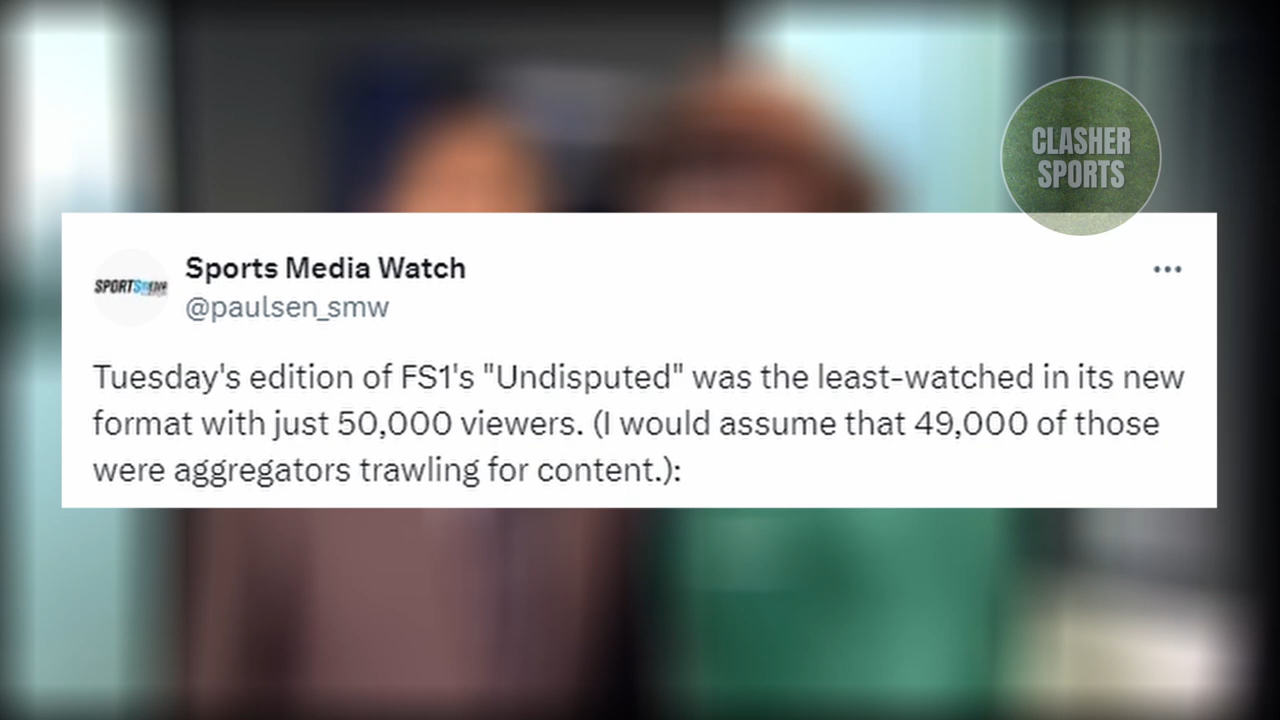 CLASHER
SPORTS
Sports Media Watch
@paulsen_smw
Tuesday's edition of FS1's "Undisputed" was the least-watched in its new
format with just 50,000 viewers. (I would assume that 49,000 of those
were aggregators trawling for content.):